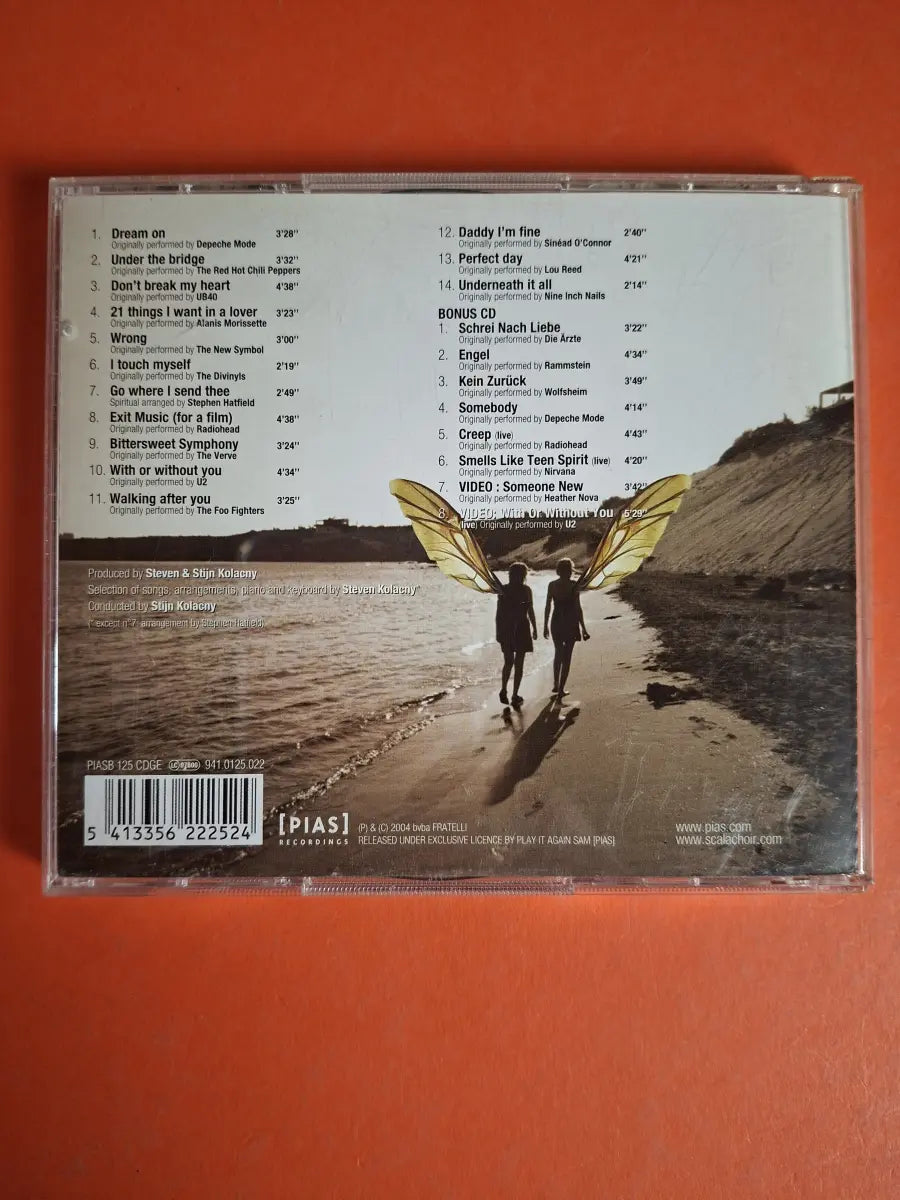 1. Dream on 3'28"
Originally performed by Depeche Mode
2. Under the bridge 3'32"
Originally performed by The Red Hot Chili Peppers
3. Don't break my heart 4'38"
Originally performed by UB40
4. 21 things I want in a lover 3'23"
Originally performed by Alanis Morissette
5. Wrong 3'00"
Originally performed by The New Symbol
6. I touch myself 2'19"
Originally performed by The Divinyls
7. Go where I send thee 2'49"
Spiritual arranged by Stephen Hatfield
8. Exit Music (for a film) 4'38"
Originally performed by Radiohead
9. Bittersweet Symphony 3'24"
Originally performed by The Verve
10. With or without you 4'34"
Originally performed by U2
11. Walking after you 3'25"
Originally performed by The Foo Fighters
12. Daddy I'm fine 2'40"
Originally performed by Sinéad O'Connor
13. Perfect day 4'21"
Originally performed by Lou Reed
14. Underneath it all 2'14"
Originally performed by Nine Inch Nails
BONUS CD
1. Schrei Nach Liebe 3'22"
Originally performed by Die Ärzte
2. Engel 4'34"
Originally performed by Rammstein
3. Kein Zurück 3'49"
Originally performed by Wolfsheim
4. Somebody 4'14"
Originally performed by Depeche Mode
5. Creep (live) 4'43"
Originally performed by Radiohead
6. Smells Like Teen Spirit (live) 4'20"
Originally performed by Nirvana
7. VIDEO : Someone New 3'42"
Originally performed by Heather Nova
8. VIDEO: With Or Without You 5'29"
(live) Originally performed by U2
Produced by Steven & Stijn Kolacny
Selection of songs, arrangements, piano and keyboard by Steven Kolacny*
Conducted by Stijn Kolacny
(* except n°7: arrangement by Stephen Hatfield)
PIASB 125 CDGE LC 07800 941.0125.022
5 413356 222524
[PIAS]
RECORDINGS
(P) & (C) 2004 bvba FRATELLI
RELEASED UNDER EXCLUSIVE LICENCE BY PLAY IT AGAIN SAM [PIAS]
www.pias.com
www.scalachoir.com